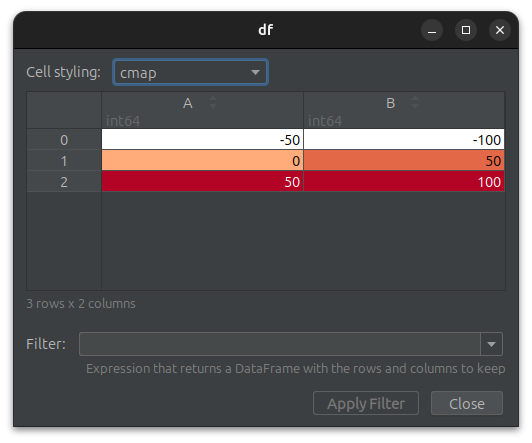 df
Cell styling: cmap
A B
int64 int64
0 -50 -100
1 0 50
2 50 100
3 rows x 2 columns
Filter:
Expression that returns a DataFrame with the rows and columns to keep
Apply Filter Close